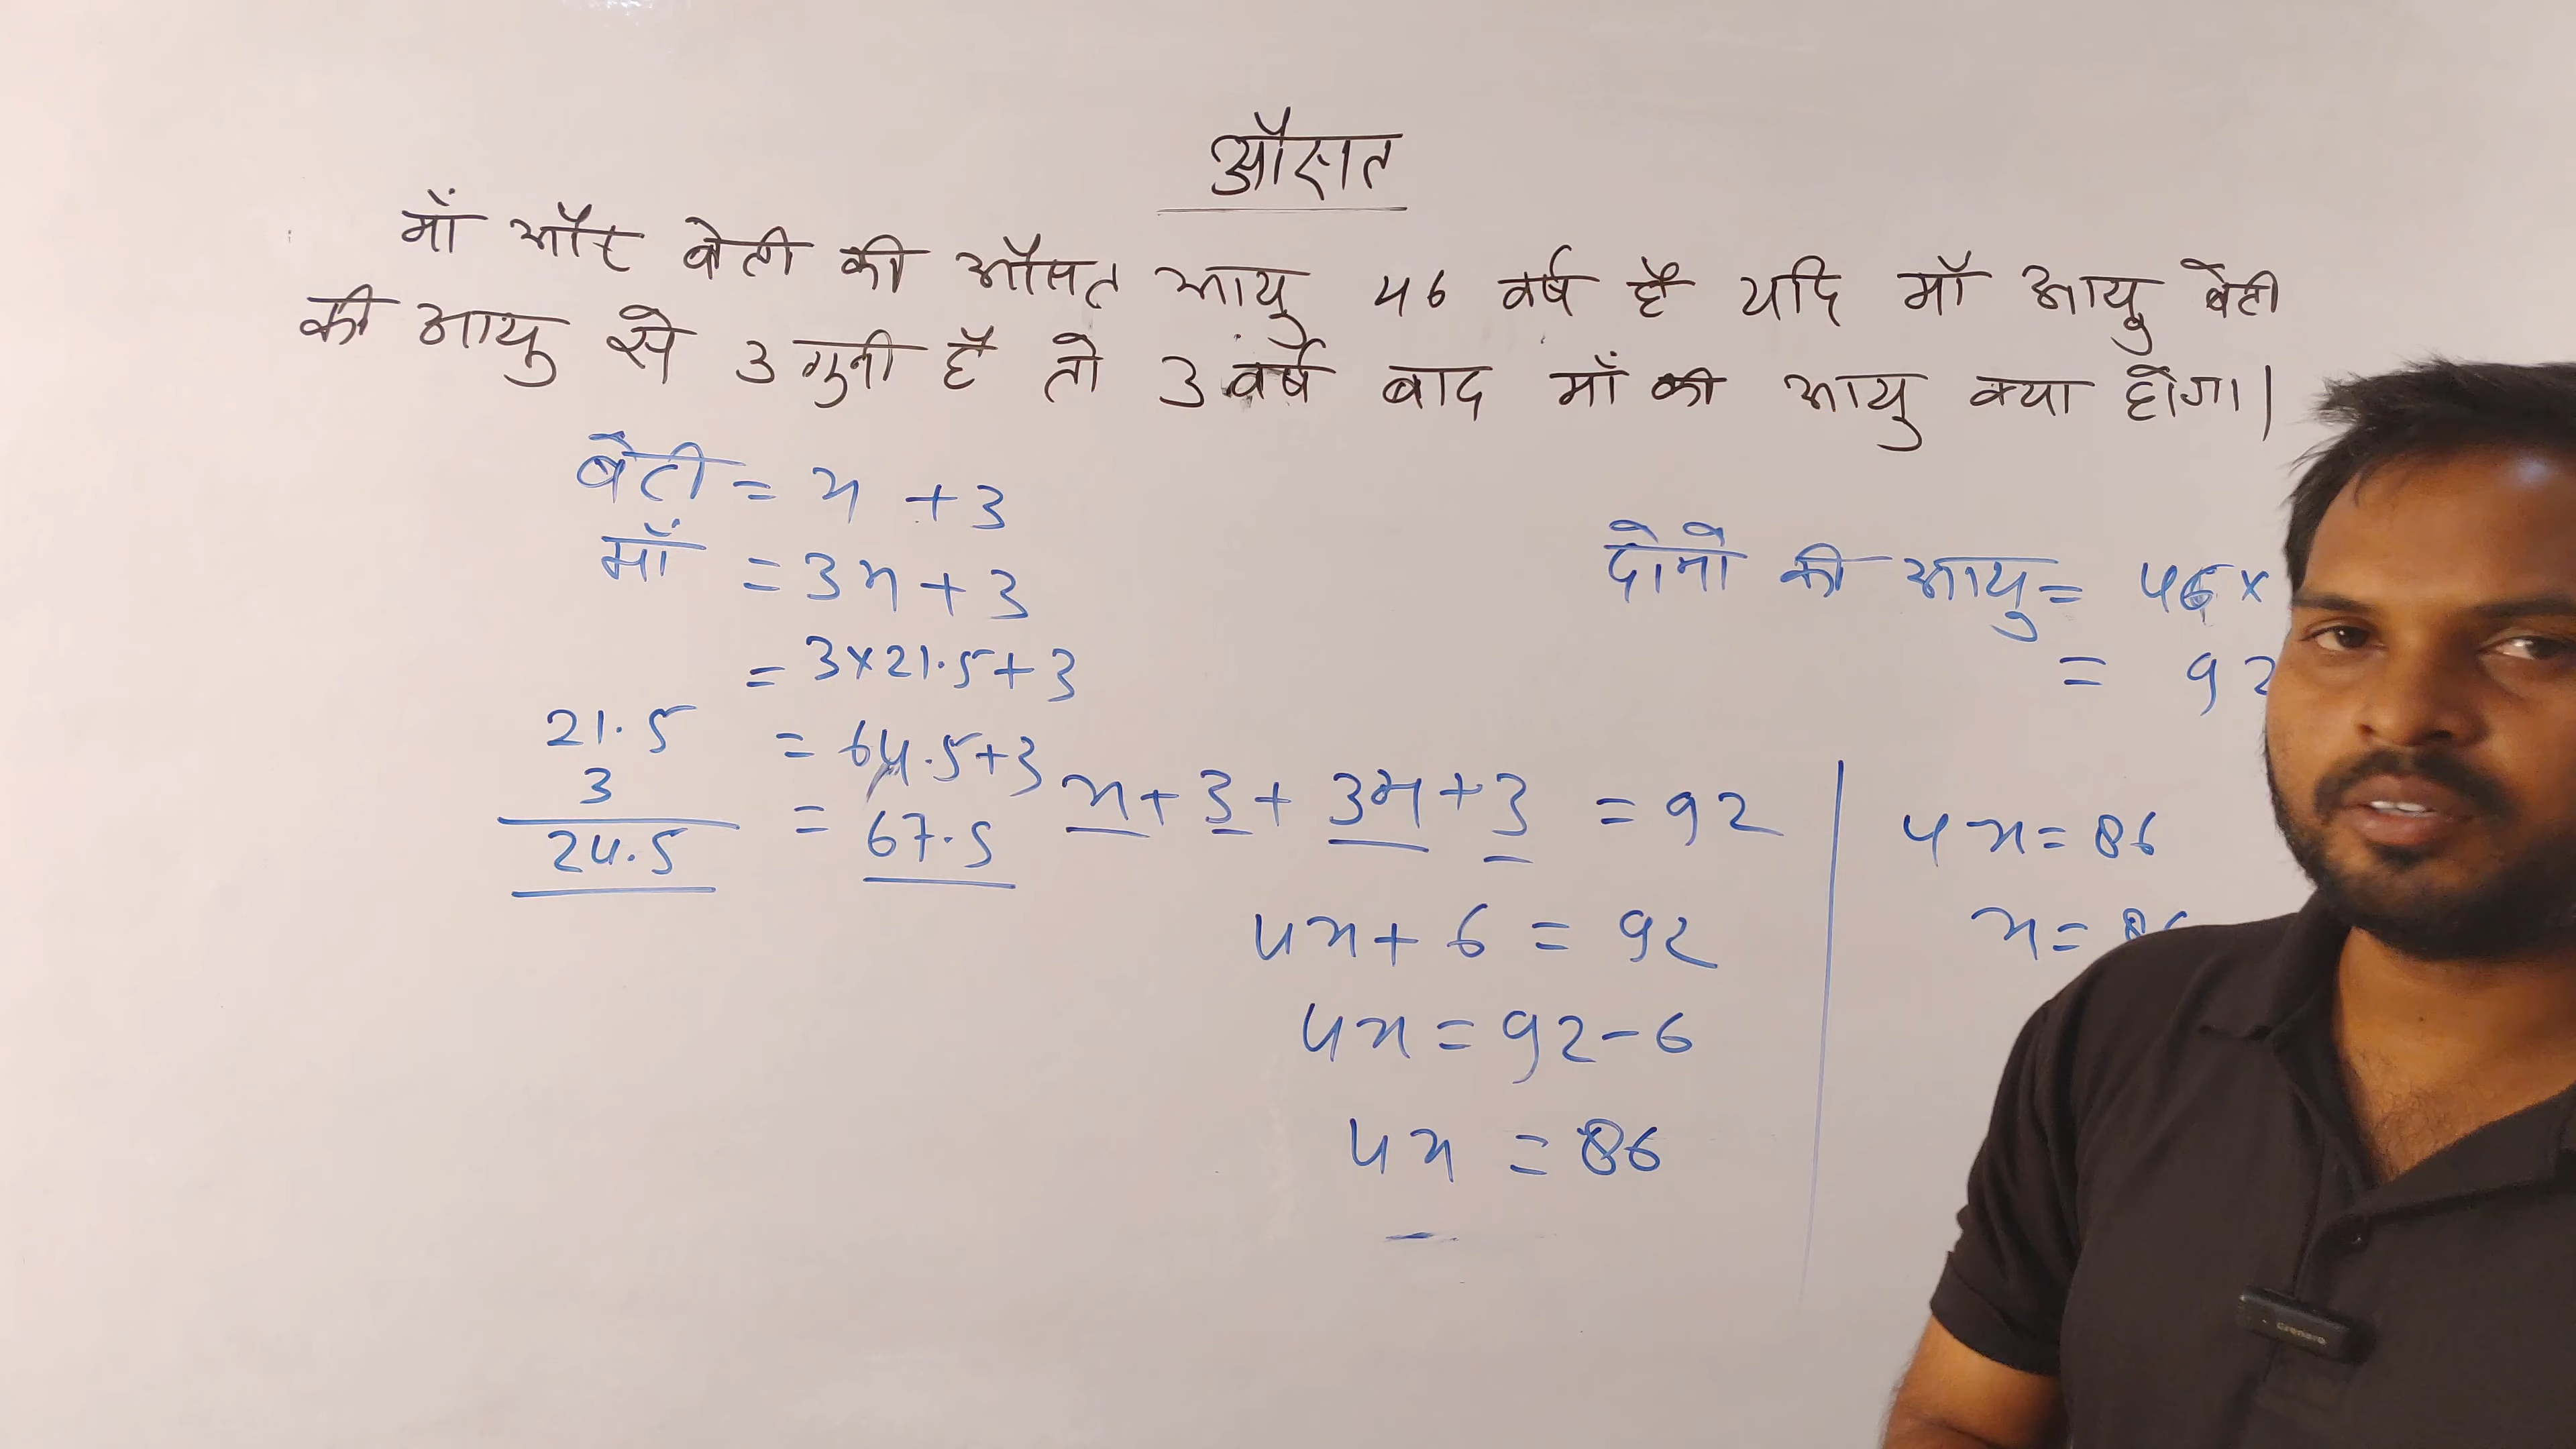 औसत
माँ और बेटी की औसत आयु 46 वर्ष है यदि माँ आयु बेटी
की आयु से 3 गुनी है तो 3 वर्ष बाद माँ की आयु क्या होगा।
बेटी = x + 3
माँ = 3x + 3
= 3×21.5+3
= 64.5+3
= 67.5
21.5
3
24.5
दोनो की आयु = 46×
= 92
x + 3 + 3x + 3 = 92
4x + 6 = 92
4x = 92 - 6
4x = 86
4x = 86
x = 86